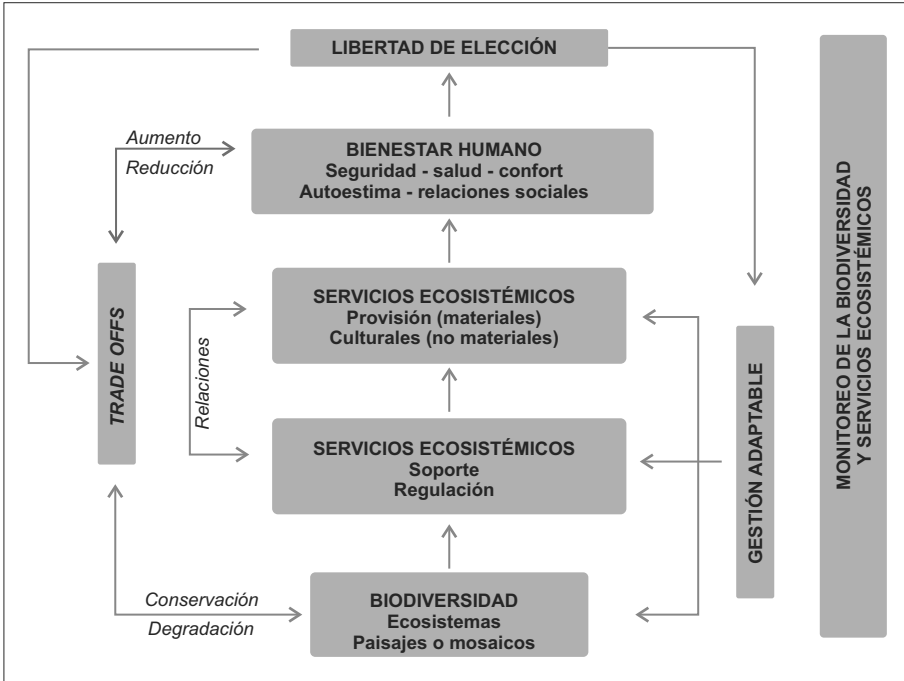 LIBERTAD DE ELECCIÓN
Aumento
Reducción
BIENESTAR HUMANO
Seguridad - salud - confort
Autoestima - relaciones sociales
TRADE OFFS
Relaciones
SERVICIOS ECOSISTÉMICOS
Provisión (materiales)
Culturales (no materiales)
SERVICIOS ECOSISTÉMICOS
Soporte
Regulación
Conservación
Degradación
BIODIVERSIDAD
Ecosistemas
Paisajes o mosaicos
GESTIÓN ADAPTABLE
MONITOREO DE LA BIODIVERSIDAD
Y SERVICIOS ECOSISTÉMICOS